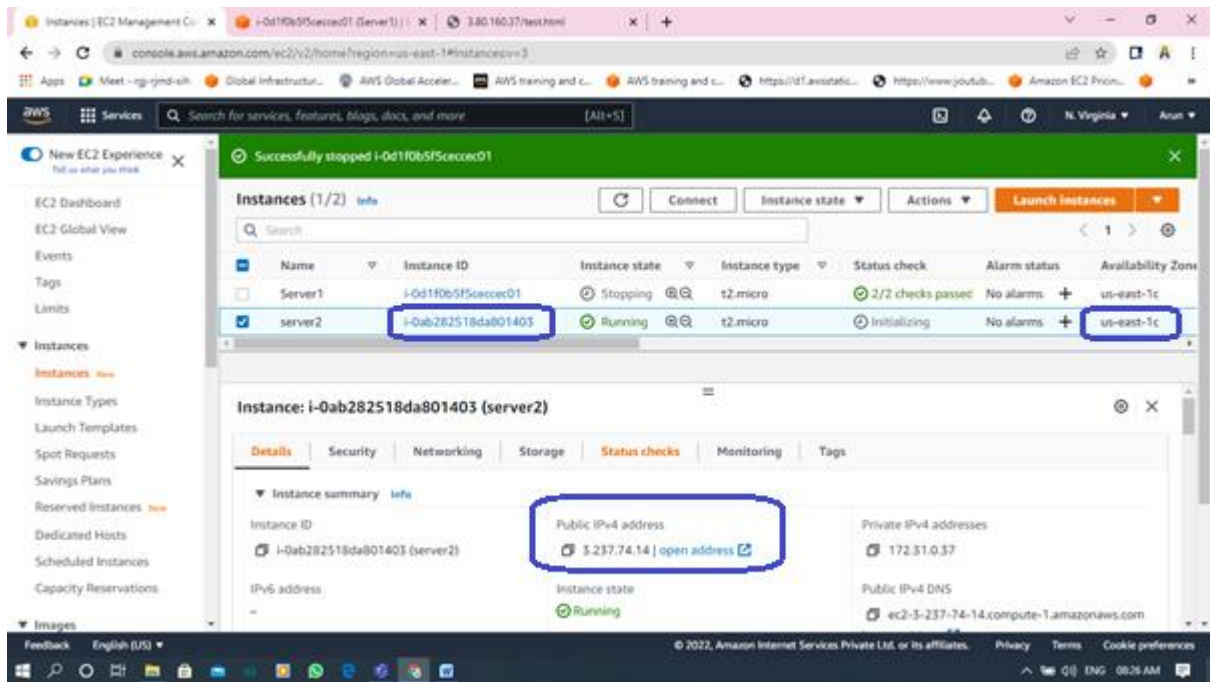 Instances | EC2 Management Co
i-0d1f0b5f5ceccec01 (Server1) |
3.80.160.37/test.html
console.aws.amazon.com/ec2/v2/home?region=us-east-1#Instances:v=3
Apps
Global Infrastructur...
AWS Global Acceler...
AWS training and c...
AWS training and c...
https://d1.awsstatic...
https://www.youtub...
Amazon EC2 Pricin...
aws
Services
Search for services, features, blogs, docs, and more
[Alt+S]
N. Virginia
Arun
New EC2 Experience
Tell us what you think
Successfully stopped i-0d1f0b5f5ceccec01
EC2 Dashboard
EC2 Global View
Events
Tags
Limits
Instances
Instances New
Instance Types
Launch Templates
Spot Requests
Savings Plans
Reserved Instances New
Dedicated Hosts
Scheduled Instances
Capacity Reservations
Images
Instances (1/2) Info
Connect
Instance state
Actions
Launch instances
Search
1
Name Instance ID Instance state Instance type Status check Alarm status Availability Zone
Server1 i-0d1f0b5f5ceccec01 Stopping t2.micro 2/2 checks passed No alarms + us-east-1c
server2 i-0ab282518da801403 Running t2.micro Initializing No alarms + us-east-1c
Instance: i-0ab282518da801403 (server2)
Details Security Networking Storage Status checks Monitoring Tags
Instance summary Info
Instance ID Public IPv4 address Private IPv4 addresses
i-0ab282518da801403 (server2) 3.237.74.14 | open address 172.31.0.37
IPv6 address Instance state Public IPv4 DNS
– Running ec2-3-237-74-14.compute-1.amazonaws.com
Feedback English (US) © 2022, Amazon Internet Services Private Ltd. or its affiliates. Privacy Terms Cookie preferences
ENG 08:26 AM